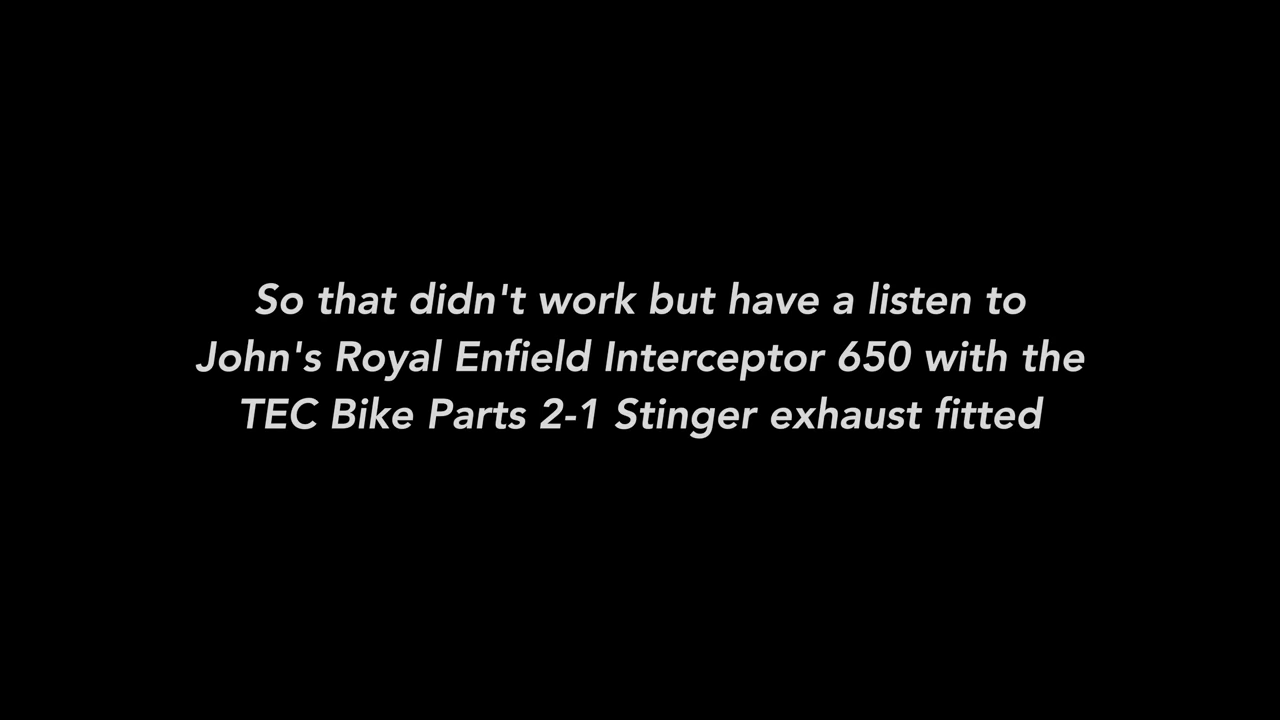 So that didn't work but have a listen to
John's Royal Enfield Interceptor 650 with the
TEC Bike Parts 2-1 Stinger exhaust fitted